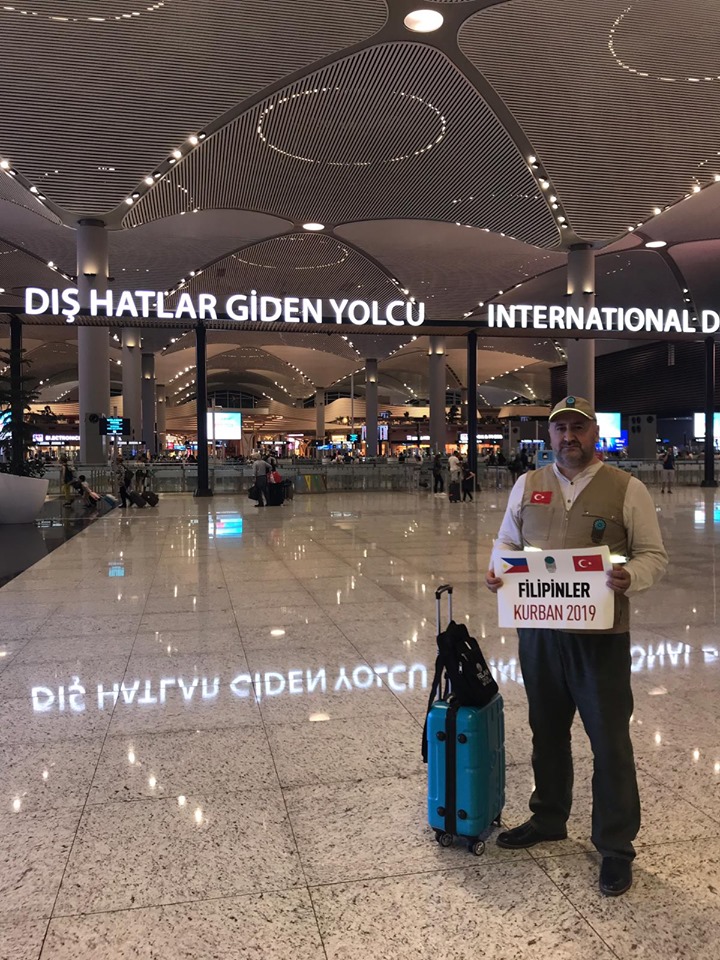 DIŞ HATLAR GİDEN YOLCU
INTERNATIONAL D
FİLİPİNLER
KURBAN 2019